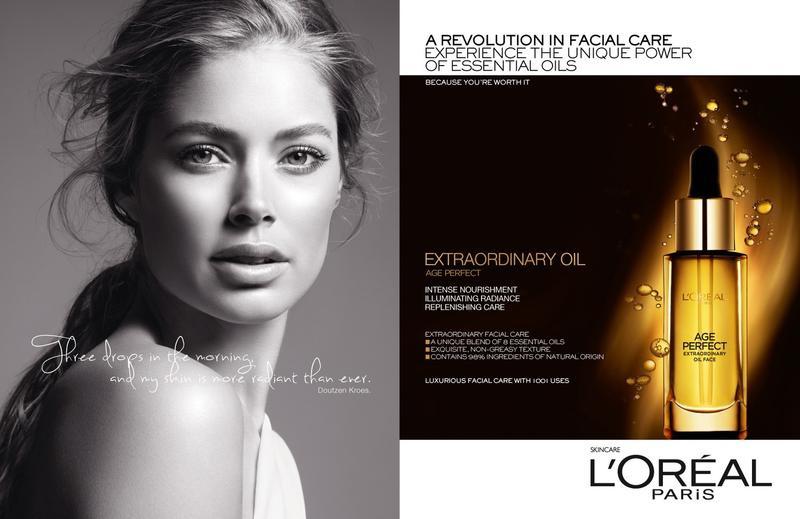 Three drops in the morning,
and my skin is more radiant than ever.
Doutzen Kroes.
A REVOLUTION IN FACIAL CARE
EXPERIENCE THE UNIQUE POWER
OF ESSENTIAL OILS
BECAUSE YOU'RE WORTH IT
EXTRAORDINARY OIL
AGE PERFECT
INTENSE NOURISHMENT
ILLUMINATING RADIANCE
REPLENISHING CARE
EXTRAORDINARY FACIAL CARE
A UNIQUE BLEND OF 8 ESSENTIAL OILS
EXQUISITE, NON-GREASY TEXTURE
CONTAINS 98% INGREDIENTS OF NATURAL ORIGIN
LUXURIOUS FACIAL CARE WITH 1001 USES
L'ORÉAL
AGE
PERFECT
EXTRAORDINARY
OIL FACE
SKINCARE
L'ORÉAL
PARIS